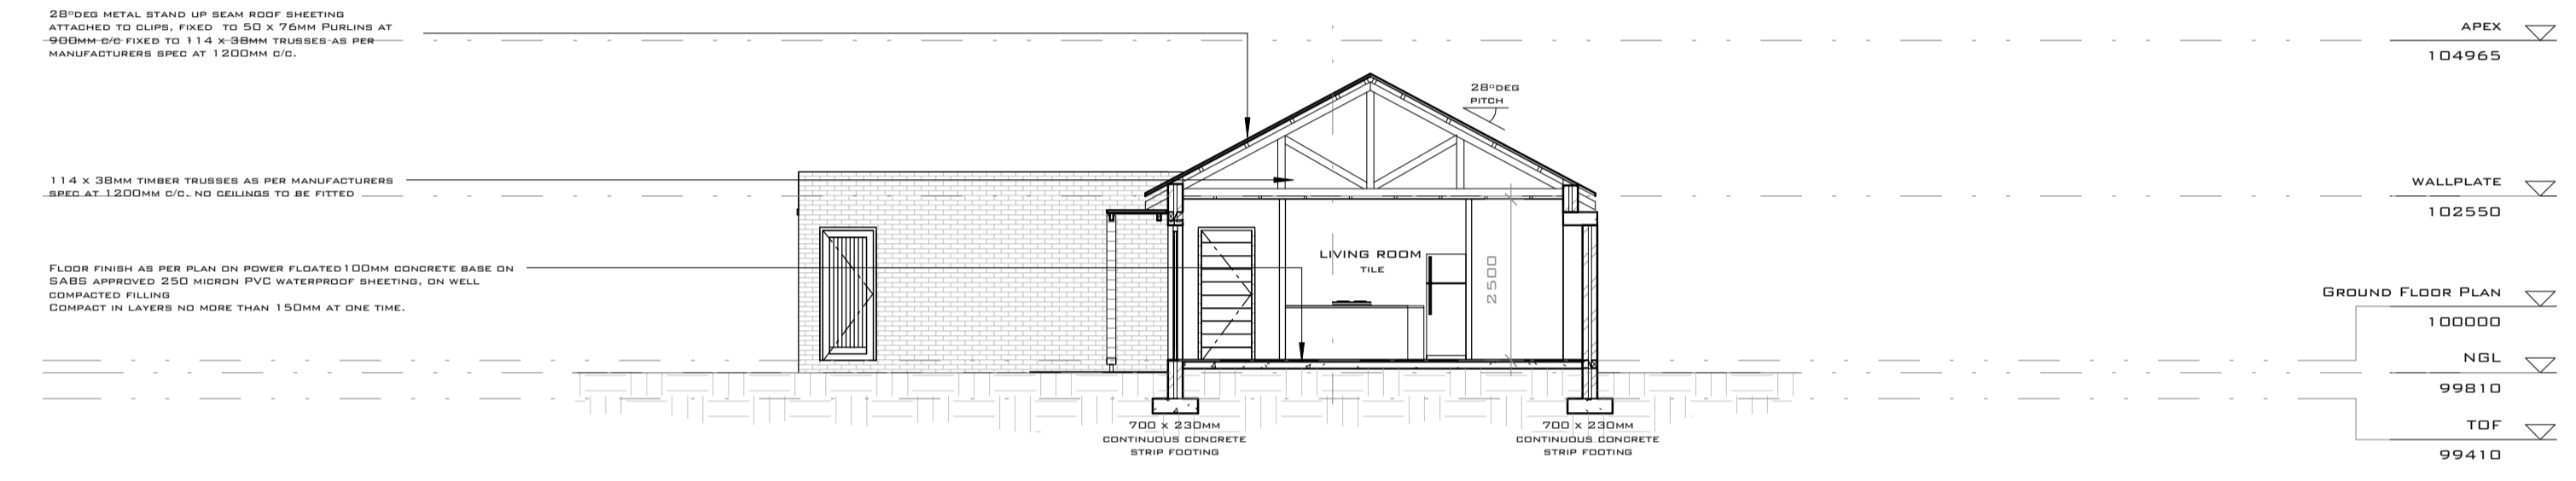 28ºDEG METAL STAND UP SEAM ROOF SHEETING
ATTACHED TO CLIPS, FIXED TO 50 X 76MM PURLINS AT
900MM C/C FIXED TO 114 X 38MM TRUSSES AS PER
MANUFACTURERS SPEC AT 1200MM C/C.
114 X 38MM TIMBER TRUSSES AS PER MANUFACTURERS
SPEC AT 1200MM C/C. NO CEILINGS TO BE FITTED
FLOOR FINISH AS PER PLAN ON POWER FLOATED100MM CONCRETE BASE ON
SABS APPROVED 250 MICRON PVC WATERPROOF SHEETING, ON WELL
COMPACTED FILLING
COMPACT IN LAYERS NO MORE THAN 150MM AT ONE TIME.
28ºDEG
PITCH
LIVING ROOM
TILE
2500
700 X 230MM
CONTINUOUS CONCRETE
STRIP FOOTING
700 X 230MM
CONTINUOUS CONCRETE
STRIP FOOTING
APEX
104965
WALLPLATE
102550
GROUND FLOOR PLAN
100000
NGL
99810
TOF
99410